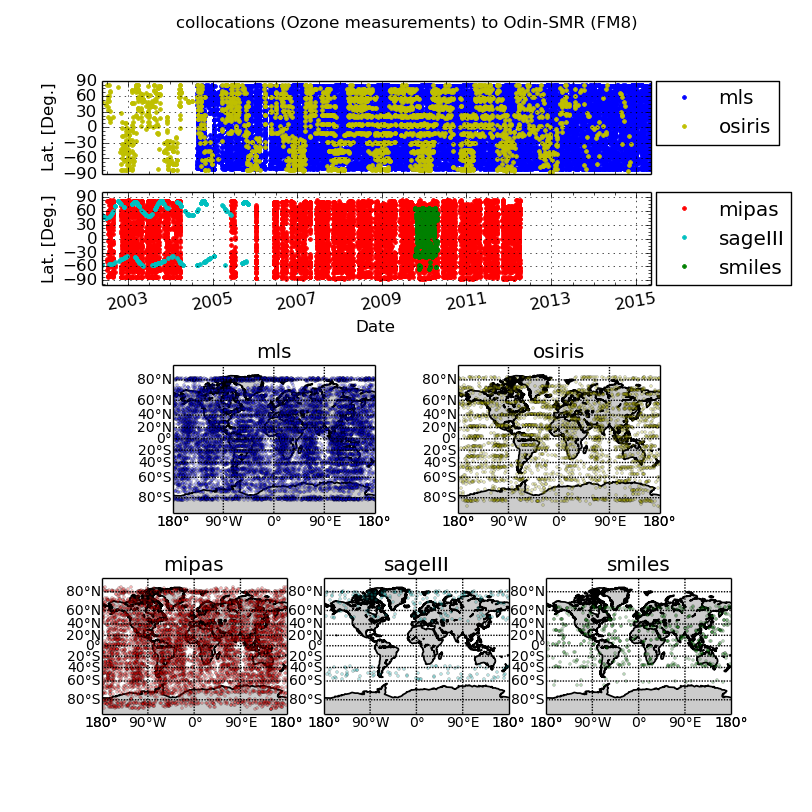 collocations (Ozone measurements) to Odin-SMR (FM8)
Lat. [Deg.]
90
60
30
0
−30
−60
−90
mls
osiris
Lat. [Deg.]
90
60
30
0
−30
−60
−90
mipas
sageIII
smiles
2003 2005 2007 2009 2011 2013 2015
Date
mls
80°N
60°N
40°N
20°N
0°
20°S
40°S
60°S
80°S
180° 90°W 0° 90°E 180°
osiris
80°N
60°N
40°N
20°N
0°
20°S
40°S
60°S
80°S
180° 90°W 0° 90°E 180°
mipas
80°N
60°N
40°N
20°N
0°
20°S
40°S
60°S
80°S
180° 90°W 0° 90°E 180°
sageIII
80°N
60°N
40°N
20°N
0°
20°S
40°S
60°S
80°S
180° 90°W 0° 90°E 180°
smiles
80°N
60°N
40°N
20°N
0°
20°S
40°S
60°S
80°S
180° 90°W 0° 90°E 180°